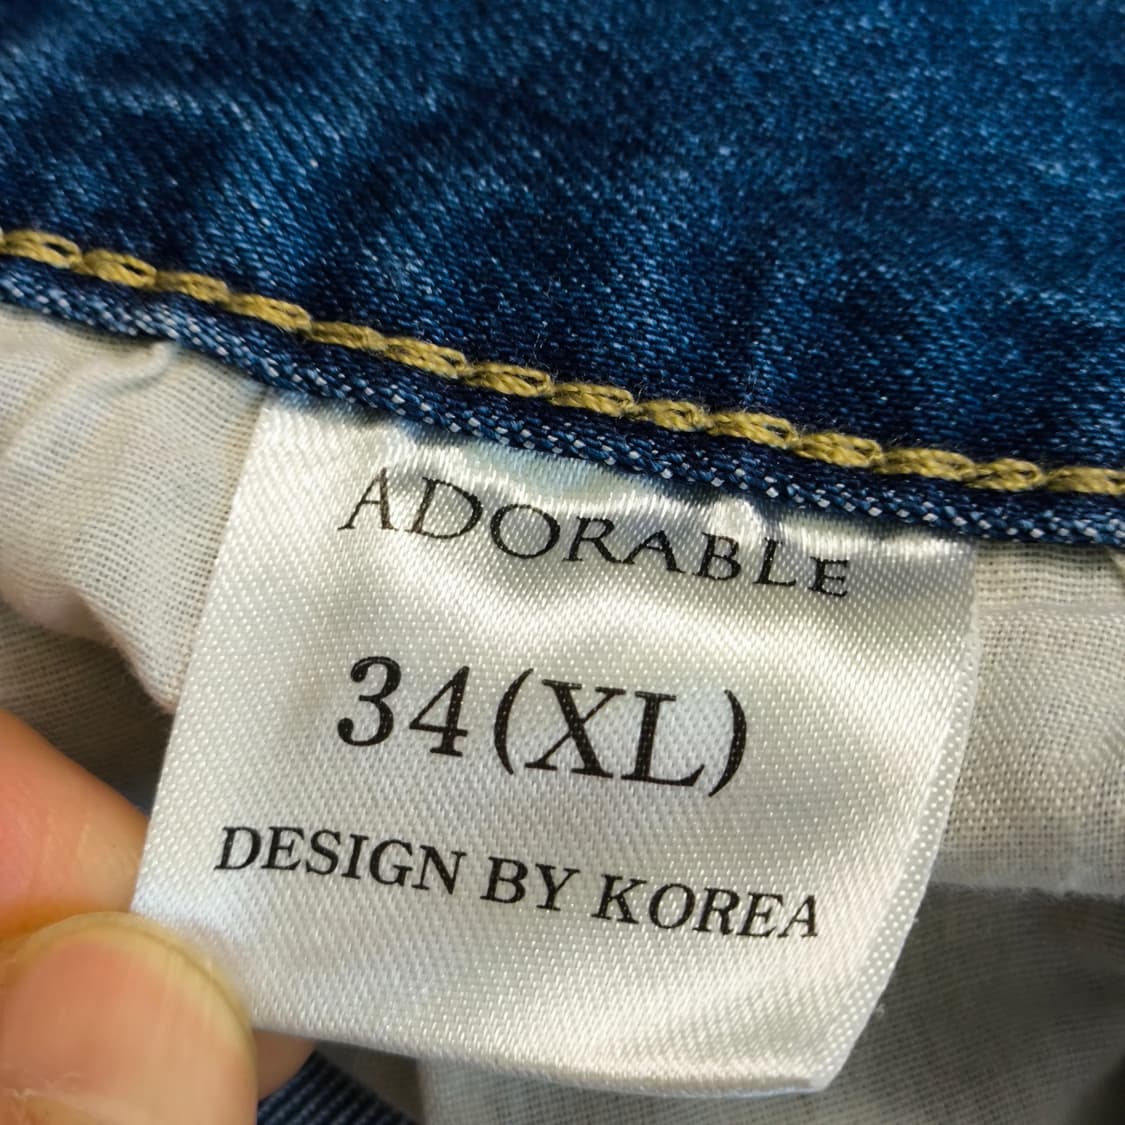 ADORABLE
34(XL)
DESIGN BY KOREA